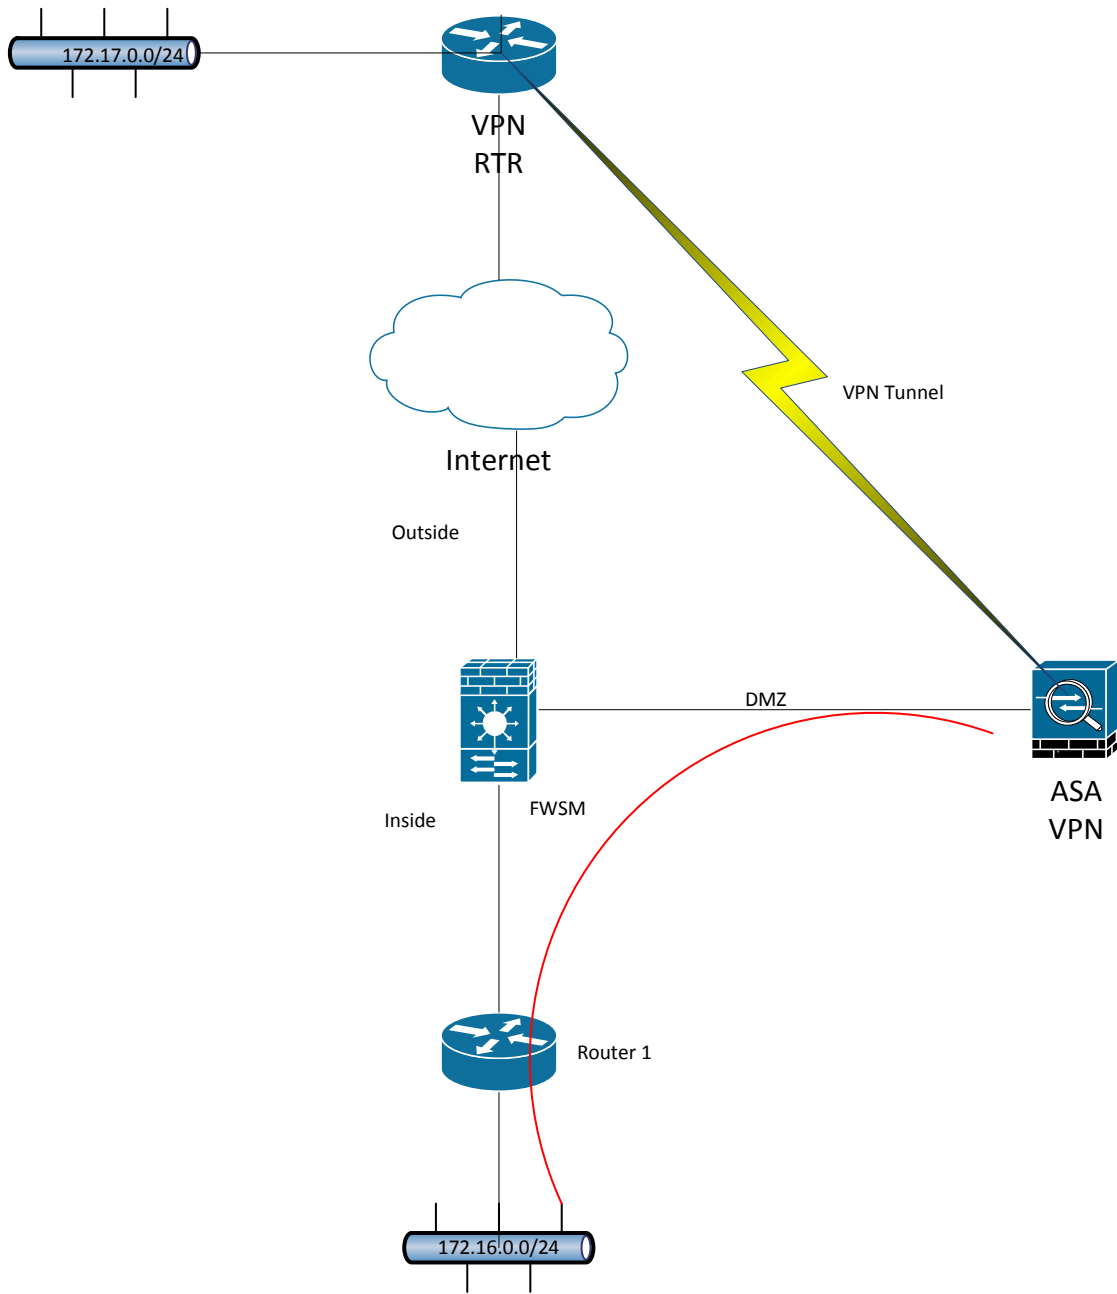 172.17.0.0/24
VPN
RTR
VPN Tunnel
Internet
Outside
DMZ
ASA
VPN
FWSM
Inside
Router 1
172.16.0.0/24